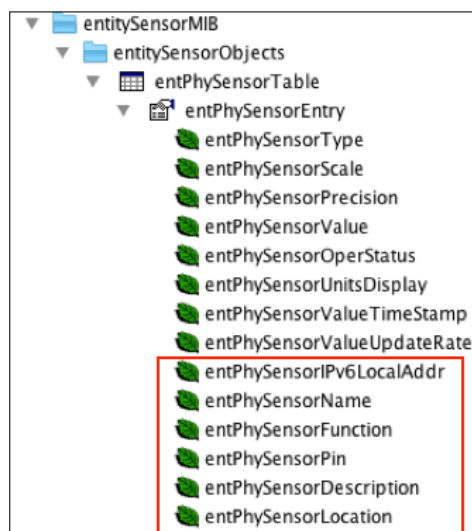 entitySensorMIB
entitySensorObjects
entPhySensorTable
entPhySensorEntry
entPhySensorType
entPhySensorScale
entPhySensorPrecision
entPhySensorValue
entPhySensorOperStatus
entPhySensorUnitsDisplay
entPhySensorValueTimeStamp
entPhySensorValueUpdateRate
entPhySensorIPv6LocalAddr
entPhySensorName
entPhySensorFunction
entPhySensorPin
entPhySensorDescription
entPhySensorLocation